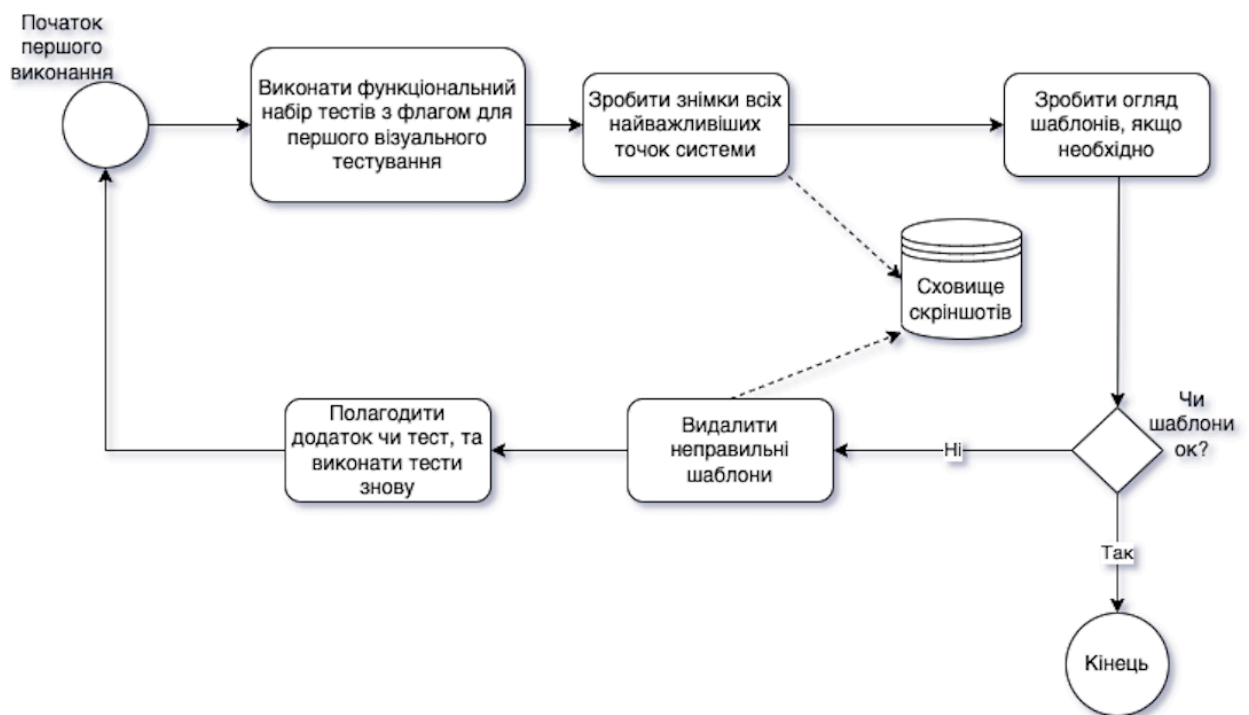 Початок
першого
виконання
Виконати функціональний
набір тестів з флагом для
першого візуального
тестування
Зробити знімки всіх
найважливіших
точок системи
Зробити огляд
шаблонів, якщо
необхідно
Сховище
скріншотів
Чи
шаблони
ок?
Ні
Видалити
неправильні
шаблони
Полагодити
додаток чи тест, та
виконати тести
знову
Так
Кінець